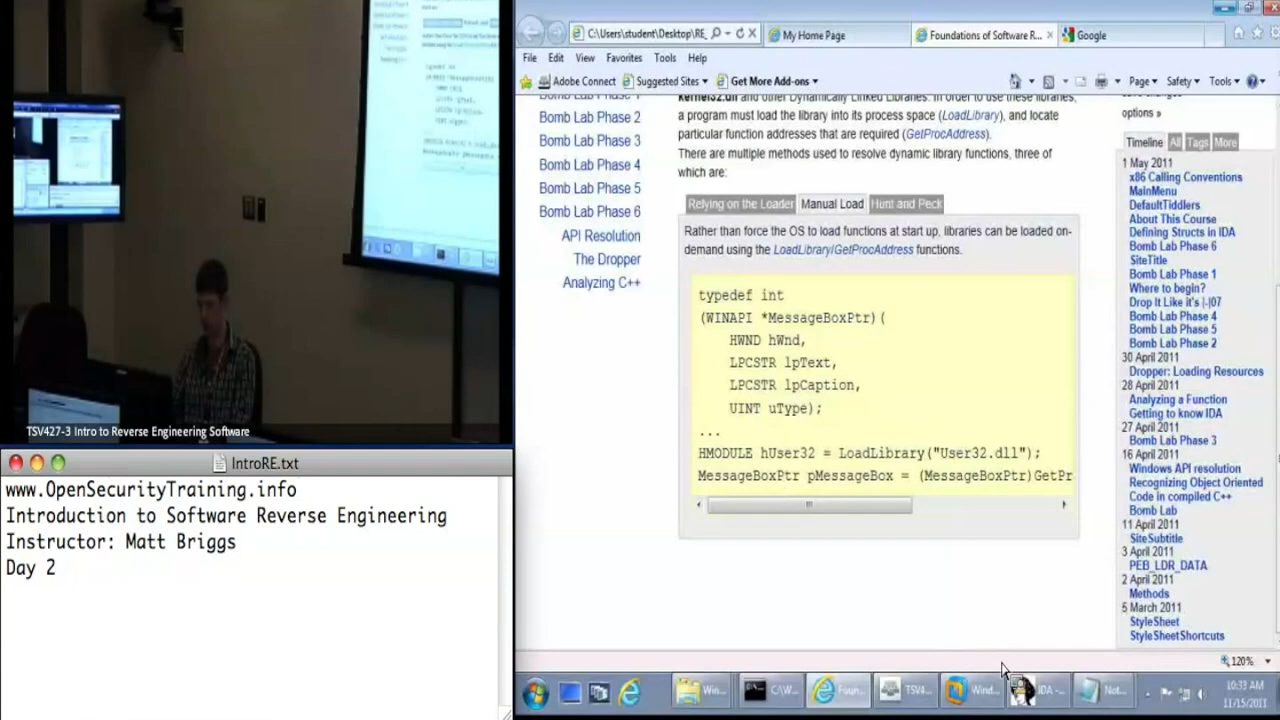 TSV427-3 Intro to Reverse Engineering Software
IntroRE.txt
www.OpenSecurityTraining.info
Introduction to Software Reverse Engineering
Instructor: Matt Briggs
Day 2
C:\Users\student\Desktop\RE_
My Home Page
Foundations of Software R...
Google
File Edit View Favorites Tools Help
Adobe Connect Suggested Sites Get More Add-ons
Page Safety Tools
Bomb Lab Phase 1
Bomb Lab Phase 2
Bomb Lab Phase 3
Bomb Lab Phase 4
Bomb Lab Phase 5
Bomb Lab Phase 6
API Resolution
The Dropper
Analyzing C++
kernel32.dll and other Dynamically Linked Libraries. In order to use these libraries,
a program must load the library into its process space (LoadLibrary), and locate
particular function addresses that are required (GetProcAddress).
There are multiple methods used to resolve dynamic library functions, three of
which are:
Relying on the Loader Manual Load Hunt and Peck
Rather than force the OS to load functions at start up, libraries can be loaded on-
demand using the LoadLibrary/GetProcAddress functions.
typedef int
(WINAPI *MessageBoxPtr)(
HWND hWnd,
LPCSTR lpText,
LPCSTR lpCaption,
UINT uType);
...
HMODULE hUser32 = LoadLibrary("User32.dll");
MessageBoxPtr pMessageBox = (MessageBoxPtr)GetPr
options »
Timeline All Tags More
1 May 2011
x86 Calling Conventions
MainMenu
DefaultTiddlers
About This Course
Defining Structs in IDA
Bomb Lab Phase 6
SiteTitle
Bomb Lab Phase 1
Where to begin?
Drop It Like it's |-|07
Bomb Lab Phase 4
Bomb Lab Phase 5
Bomb Lab Phase 2
30 April 2011
Dropper: Loading Resources
28 April 2011
Analyzing a Function
Getting to know IDA
27 April 2011
Bomb Lab Phase 3
16 April 2011
Windows API resolution
Recognizing Object Oriented
Code in compiled C++
Bomb Lab
11 April 2011
SiteSubtitle
3 April 2011
PEB_LDR_DATA
2 April 2011
Methods
5 March 2011
StyleSheet
StyleSheetShortcuts
120%
Win... C:\W... Foun... TSV4... Wind... IDA -... Not...
10:33 AM
11/15/2011